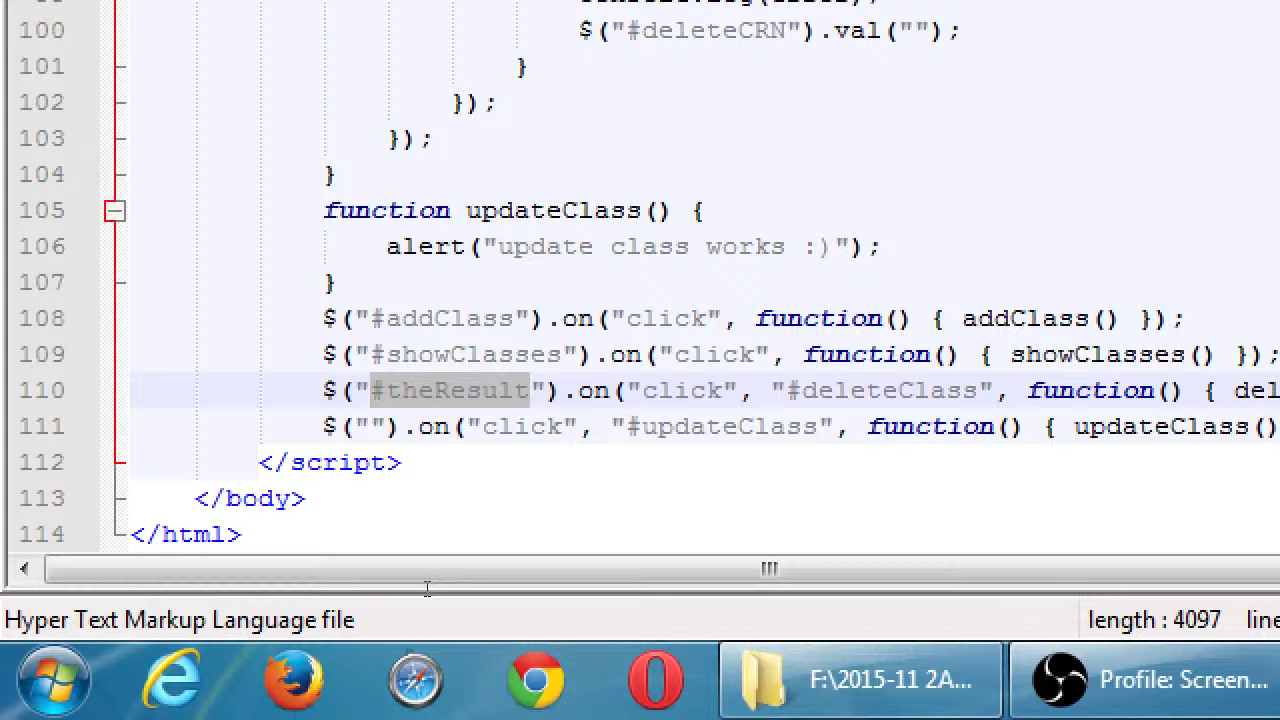 100 $("#deleteCRN").val("");
101 }
102 });
103 });
104 }
105 function updateClass() {
106 alert("update class works :)");
107 }
108 $("#addClass").on("click", function() { addClass() });
109 $("#showClasses").on("click", function() { showClasses() });
110 $("#theResult").on("click", "#deleteClass", function() { del
111 $("").on("click", "#updateClass", function() { updateClass()
112 </script>
113 </body>
114 </html>
Hyper Text Markup Language file length : 4097 line
F:\2015-11 2A... Profile: Screen...